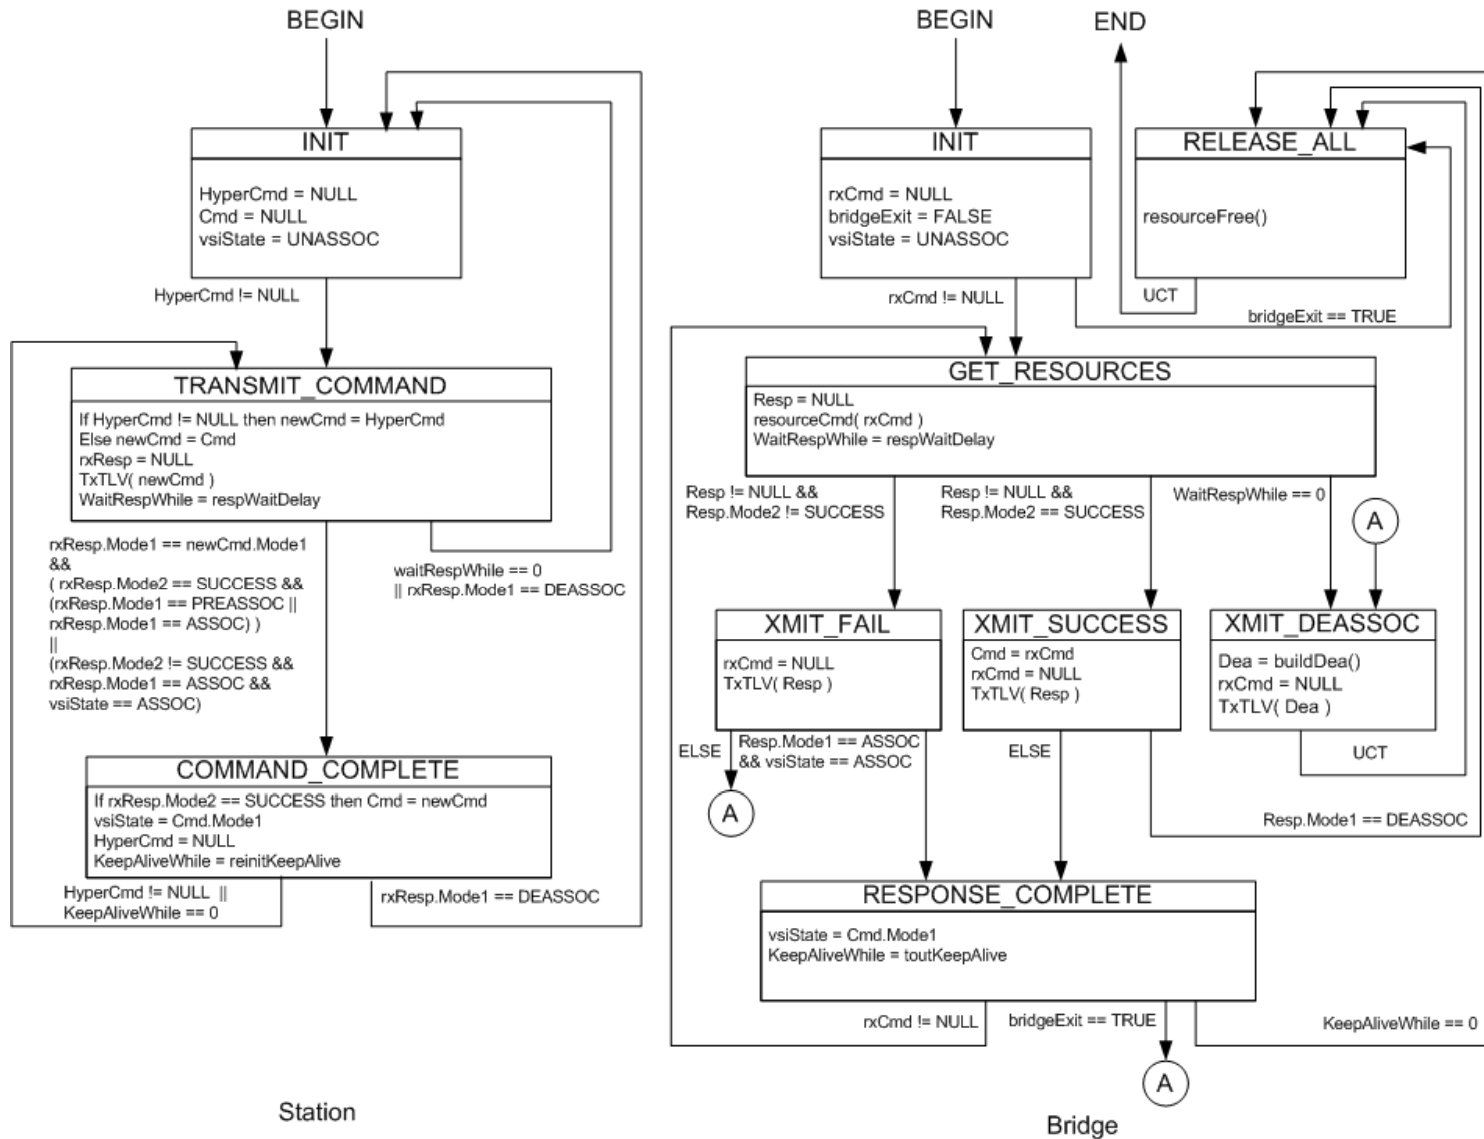 BEGIN
INIT
HyperCmd = NULL
Cmd = NULL
vsiState = UNASSOC
HyperCmd != NULL
TRANSMIT_COMMAND
If HyperCmd != NULL then newCmd = HyperCmd
Else newCmd = Cmd
rxResp = NULL
TxTLV( newCmd )
WaitRespWhile = respWaitDelay
rxResp.Mode1 == newCmd.Mode1
&&
( rxResp.Mode2 == SUCCESS &&
(rxResp.Mode1 == PREASSOC ||
rxResp.Mode1 == ASSOC) )
||
(rxResp.Mode2 != SUCCESS &&
rxResp.Mode1 == ASSOC &&
vsiState == ASSOC)
waitRespWhile == 0
|| rxResp.Mode1 == DEASSOC
COMMAND_COMPLETE
If rxResp.Mode2 == SUCCESS then Cmd = newCmd
vsiState = Cmd.Mode1
HyperCmd = NULL
KeepAliveWhile = reinitKeepAlive
HyperCmd != NULL ||
KeepAliveWhile == 0
rxResp.Mode1 == DEASSOC
Station
BEGIN
END
INIT
rxCmd = NULL
bridgeExit = FALSE
vsiState = UNASSOC
RELEASE_ALL
resourceFree()
rxCmd != NULL
UCT
bridgeExit == TRUE
GET_RESOURCES
Resp = NULL
resourceCmd( rxCmd )
WaitRespWhile = respWaitDelay
Resp != NULL &&
Resp.Mode2 != SUCCESS
Resp != NULL &&
Resp.Mode2 == SUCCESS
WaitRespWhile == 0
A
XMIT_FAIL
rxCmd = NULL
TxTLV( Resp )
XMIT_SUCCESS
Cmd = rxCmd
rxCmd = NULL
TxTLV( Resp )
XMIT_DEASSOC
Dea = buildDea()
rxCmd = NULL
TxTLV( Dea )
ELSE
Resp.Mode1 == ASSOC
&& vsiState == ASSOC
ELSE
UCT
A
Resp.Mode1 == DEASSOC
RESPONSE_COMPLETE
vsiState = Cmd.Mode1
KeepAliveWhile = toutKeepAlive
rxCmd != NULL
bridgeExit == TRUE
KeepAliveWhile == 0
A
Bridge